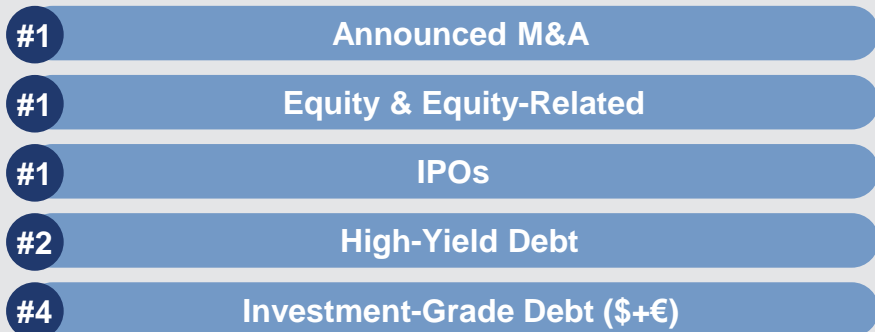 #1 Announced M&A
#1 Equity & Equity-Related
#1 IPOs
#2 High-Yield Debt
#4 Investment-Grade Debt ($+€)